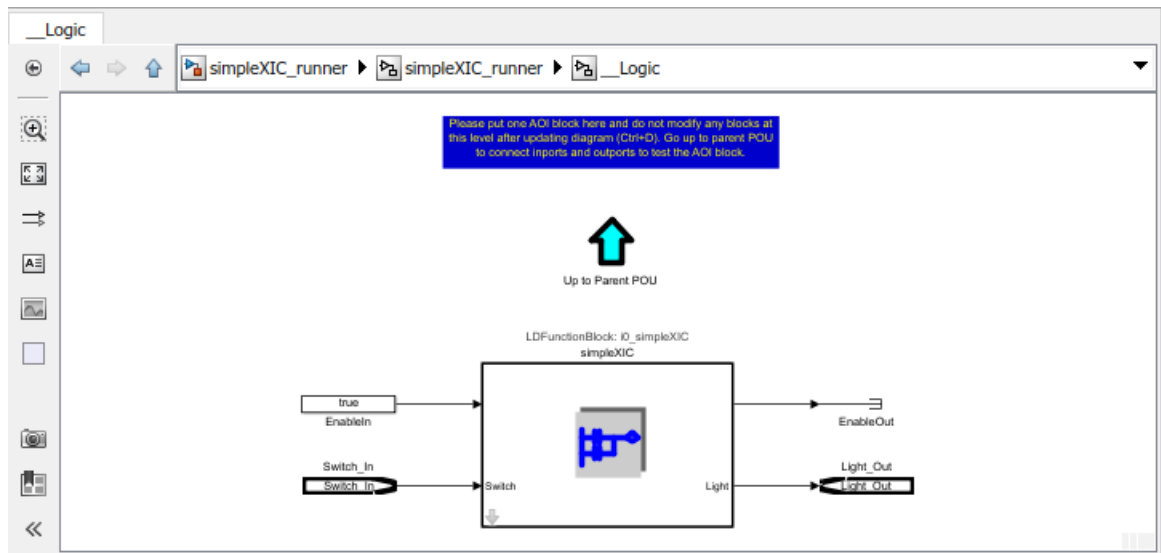 __Logic
simpleXIC_runner simpleXIC_runner __Logic
Please put one AOI block here and do not modify any blocks at
this level after updating diagram (Ctrl+D). Go up to parent POU
to connect inports and outports to test the AOI block.
Up to Parent POU
LDFunctionBlock: i0_simpleXIC
simpleXIC
true
EnableIn
EnableOut
Switch_In
Switch_In
Switch
Light
Light_Out
Light_Out
A